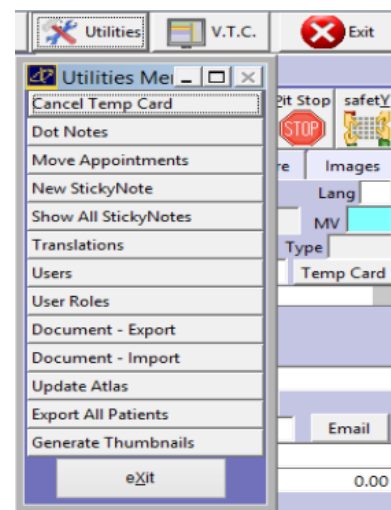 Utilities
V.T.C.
Exit
Utilities Me
Cancel Temp Card
Dot Notes
Move Appointments
New StickyNote
Show All StickyNotes
Translations
Users
User Roles
Document - Export
Document - Import
Update Atlas
Export All Patients
Generate Thumbnails
eXit
Pit Stop
safetY
STOP
re
Images
Lang
MV
Type
Temp Card
Email
0.00